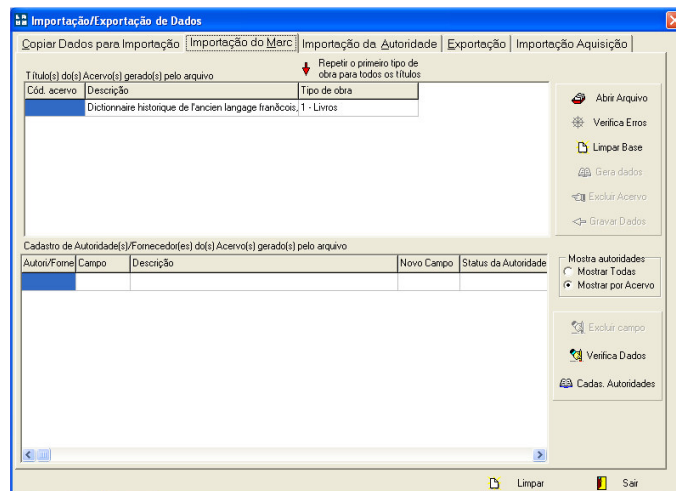 Importação/Exportação de Dados
Copiar Dados para Importação Importação do Marc Importação da Autoridade Exportação Importação Aquisição
Repetir o primeiro tipo de
obra para todos os títulos
Título(s) do(s) Acervo(s) gerado(s) pelo arquivo
Cód. acervo Descrição Tipo de obra
Dictionnaire historique de l'ancien langage franðcois, 1 - Livros
Abrir Arquivo
Verifica Erros
Limpar Base
Gera dados
Excluir Acervo
Gravar Dados
Cadastro de Autoridade(s)/Fornecedor(es) do(s) Acervo(s) gerado(s) pelo arquivo
Autori/Forne Campo Descrição Novo Campo Status da Autoridade
Mostra autoridades
Mostrar Todas
Mostrar por Acervo
Excluir campo
Verifica Dados
Cadas. Autoridades
Limpar Sair